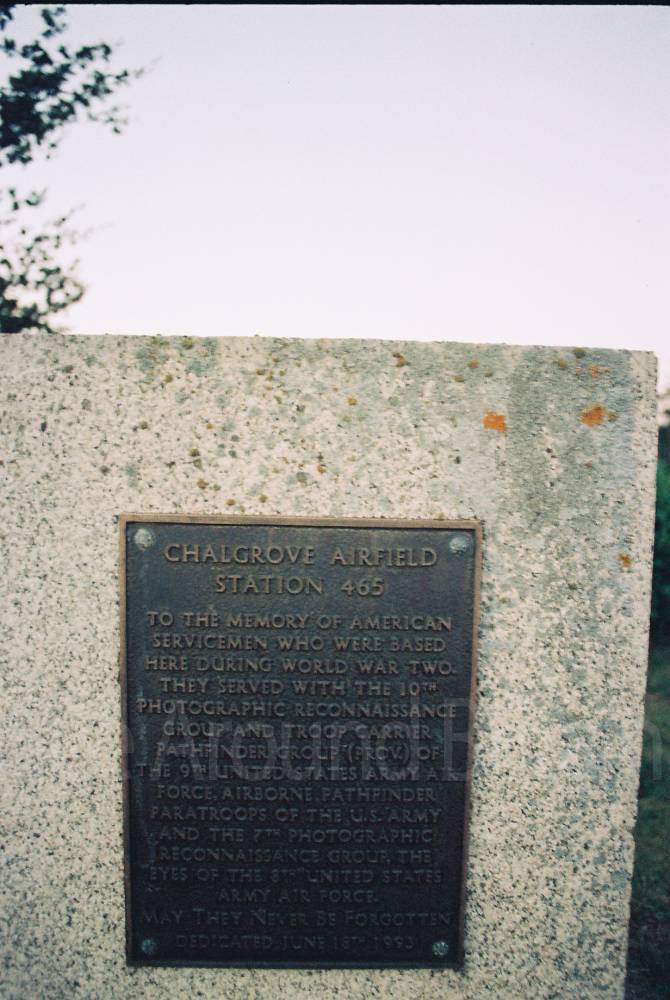 CHALGROVE AIRFIELD
STATION 465
TO THE MEMORY OF AMERICAN
SERVICEMEN WHO WERE BASED
HERE DURING WORLD WAR TWO.
THEY SERVED WITH THE 10TH
PHOTOGRAPHIC RECONNAISSANCE
GROUP AND TROOP CARRIER
PATHFINDER GROUP (PROV.) OF
THE 9TH UNITED STATES ARMY AIR
FORCE, AIRBORNE PATHFINDER
PARATROOPS OF THE U.S. ARMY
AND THE 7TH PHOTOGRAPHIC
RECONNAISSANCE GROUP, THE
"EYES OF THE 8TH" UNITED STATES
ARMY AIR FORCE.
MAY THEY NEVER BE FORGOTTEN
DEDICATED JUNE 18TH 1993
Around